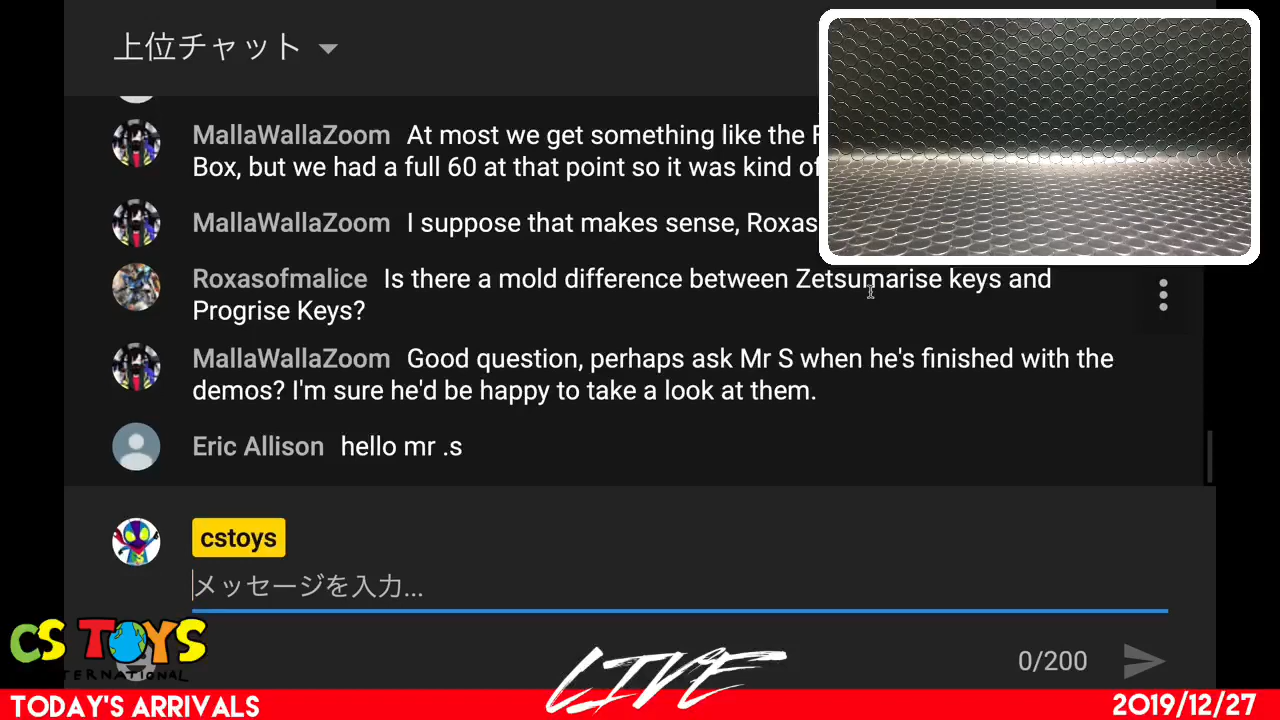 上位チャット
MallaWallaZoom At most we get something like the
Box, but we had a full 60 at that point so it was kind of
MallaWallaZoom I suppose that makes sense, Roxas
Roxasofmalice Is there a mold difference between Zetsumarise keys and
Progrise Keys?
MallaWallaZoom Good question, perhaps ask Mr S when he's finished with the
demos? I'm sure he'd be happy to take a look at them.
Eric Allison hello mr .s
cstoys
メッセージを入力...
CS TOYS
INTERNATIONAL
LIVE
0/200
TODAY'S ARRIVALS
2019/12/27